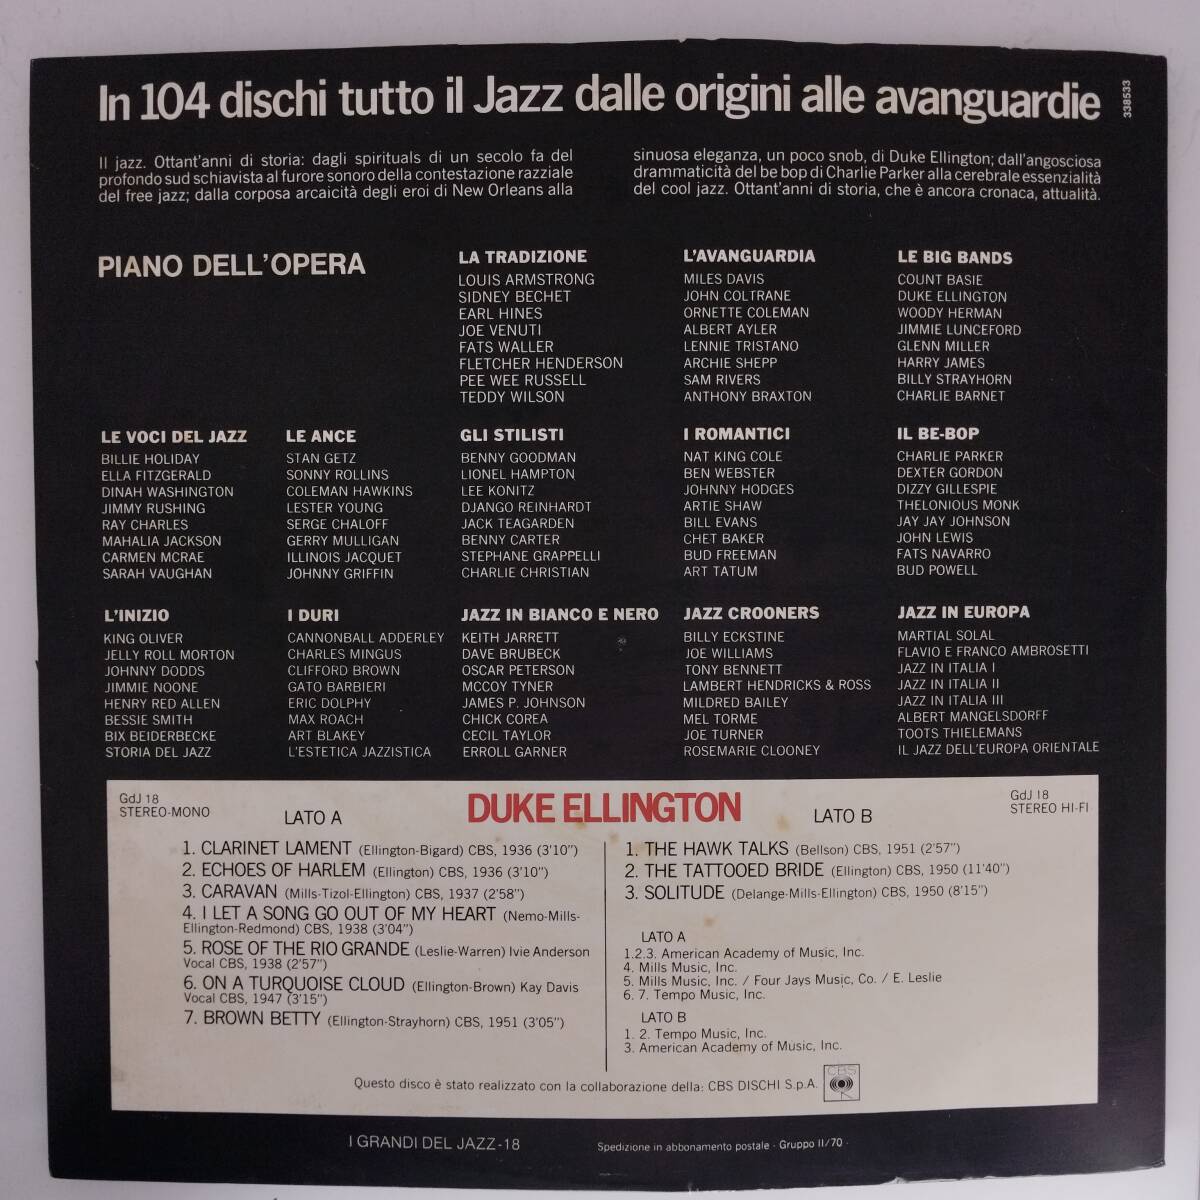 In 104 dischi tutto il Jazz dalle origini alle avanguardie
338533
Il jazz. Ottant'anni di storia: dagli spirituals di un secolo fa del
profondo sud schiavista al furore sonoro della contestazione razziale
del free jazz; dalla corposa arcaicità degli eroi di New Orleans alla
sinuosa eleganza, un poco snob, di Duke Ellington; dall'angosciosa
drammaticità del be bop di Charlie Parker alla cerebrale essenzialità
del cool jazz. Ottant'anni di storia, che è ancora cronaca, attualità.
PIANO DELL'OPERA
LA TRADIZIONE
LOUIS ARMSTRONG
SIDNEY BECHET
EARL HINES
JOE VENUTI
FATS WALLER
FLETCHER HENDERSON
PEE WEE RUSSELL
TEDDY WILSON
L'AVANGUARDIA
MILES DAVIS
JOHN COLTRANE
ORNETTE COLEMAN
ALBERT AYLER
LENNIE TRISTANO
ARCHIE SHEPP
SAM RIVERS
ANTHONY BRAXTON
LE BIG BANDS
COUNT BASIE
DUKE ELLINGTON
WOODY HERMAN
JIMMIE LUNCEFORD
GLENN MILLER
HARRY JAMES
BILLY STRAYHORN
CHARLIE BARNET
LE VOCI DEL JAZZ
BILLIE HOLIDAY
ELLA FITZGERALD
DINAH WASHINGTON
JIMMY RUSHING
RAY CHARLES
MAHALIA JACKSON
CARMEN MCRAE
SARAH VAUGHAN
LE ANCE
STAN GETZ
SONNY ROLLINS
COLEMAN HAWKINS
LESTER YOUNG
SERGE CHALOFF
GERRY MULLIGAN
ILLINOIS JACQUET
JOHNNY GRIFFIN
GLI STILISTI
BENNY GOODMAN
LIONEL HAMPTON
LEE KONITZ
DJANGO REINHARDT
JACK TEAGARDEN
BENNY CARTER
STEPHANE GRAPPELLI
CHARLIE CHRISTIAN
I ROMANTICI
NAT KING COLE
BEN WEBSTER
JOHNNY HODGES
ARTIE SHAW
BILL EVANS
CHET BAKER
BUD FREEMAN
ART TATUM
IL BE-BOP
CHARLIE PARKER
DEXTER GORDON
DIZZY GILLESPIE
THELONIOUS MONK
JAY JAY JOHNSON
JOHN LEWIS
FATS NAVARRO
BUD POWELL
L'INIZIO
KING OLIVER
JELLY ROLL MORTON
JOHNNY DODDS
JIMMIE NOONE
HENRY RED ALLEN
BESSIE SMITH
BIX BEIDERBECKE
STORIA DEL JAZZ
I DURI
CANNONBALL ADDERLEY
CHARLES MINGUS
CLIFFORD BROWN
GATO BARBIERI
ERIC DOLPHY
MAX ROACH
ART BLAKEY
L'ESTETICA JAZZISTICA
JAZZ IN BIANCO E NERO
KEITH JARRETT
DAVE BRUBECK
OSCAR PETERSON
MCCOY TYNER
JAMES P. JOHNSON
CHICK COREA
CECIL TAYLOR
ERROLL GARNER
JAZZ CROONERS
BILLY ECKSTINE
JOE WILLIAMS
TONY BENNETT
LAMBERT HENDRICKS & ROSS
MILDRED BAILEY
MEL TORME
JOE TURNER
ROSEMARIE CLOONEY
JAZZ IN EUROPA
MARTIAL SOLAL
FLAVIO E FRANCO AMBROSETTI
JAZZ IN ITALIA I
JAZZ IN ITALIA II
JAZZ IN ITALIA III
ALBERT MANGELSDORFF
TOOTS THIELEMANS
IL JAZZ DELL'EUROPA ORIENTALE
GdJ 18
STEREO-MONO
LATO A
DUKE ELLINGTON
LATO B
GdJ 18
STEREO HI-FI
1. CLARINET LAMENT (Ellington-Bigard) CBS, 1936 (3'10")
2. ECHOES OF HARLEM (Ellington) CBS, 1936 (3'10")
3. CARAVAN (Mills-Tizol-Ellington) CBS, 1937 (2'58")
4. I LET A SONG GO OUT OF MY HEART (Nemo-Mills-
Ellington-Redmond) CBS, 1938 (3'04")
5. ROSE OF THE RIO GRANDE (Leslie-Warren) Ivie Anderson
Vocal CBS, 1938 (2'57")
6. ON A TURQUOISE CLOUD (Ellington-Brown) Kay Davis
Vocal CBS, 1947 (3'15")
7. BROWN BETTY (Ellington-Strayhorn) CBS, 1951 (3'05")
1. THE HAWK TALKS (Bellson) CBS, 1951 (2'57")
2. THE TATTOOED BRIDE (Ellington) CBS, 1950 (11'40")
3. SOLITUDE (Delange-Mills-Ellington) CBS, 1950 (8'15")
LATO A
1.2.3. American Academy of Music, Inc.
4. Mills Music, Inc.
5. Mills Music, Inc. / Four Jays Music, Co. / E. Leslie
6. 7. Tempo Music, Inc.
LATO B
1. 2. Tempo Music, Inc.
3. American Academy of Music, Inc.
Questo disco è stato realizzato con la collaborazione della: CBS DISCHI S.p.A.
CBS
I GRANDI DEL JAZZ-18
Spedizione in abbonamento postale - Gruppo II/70 -